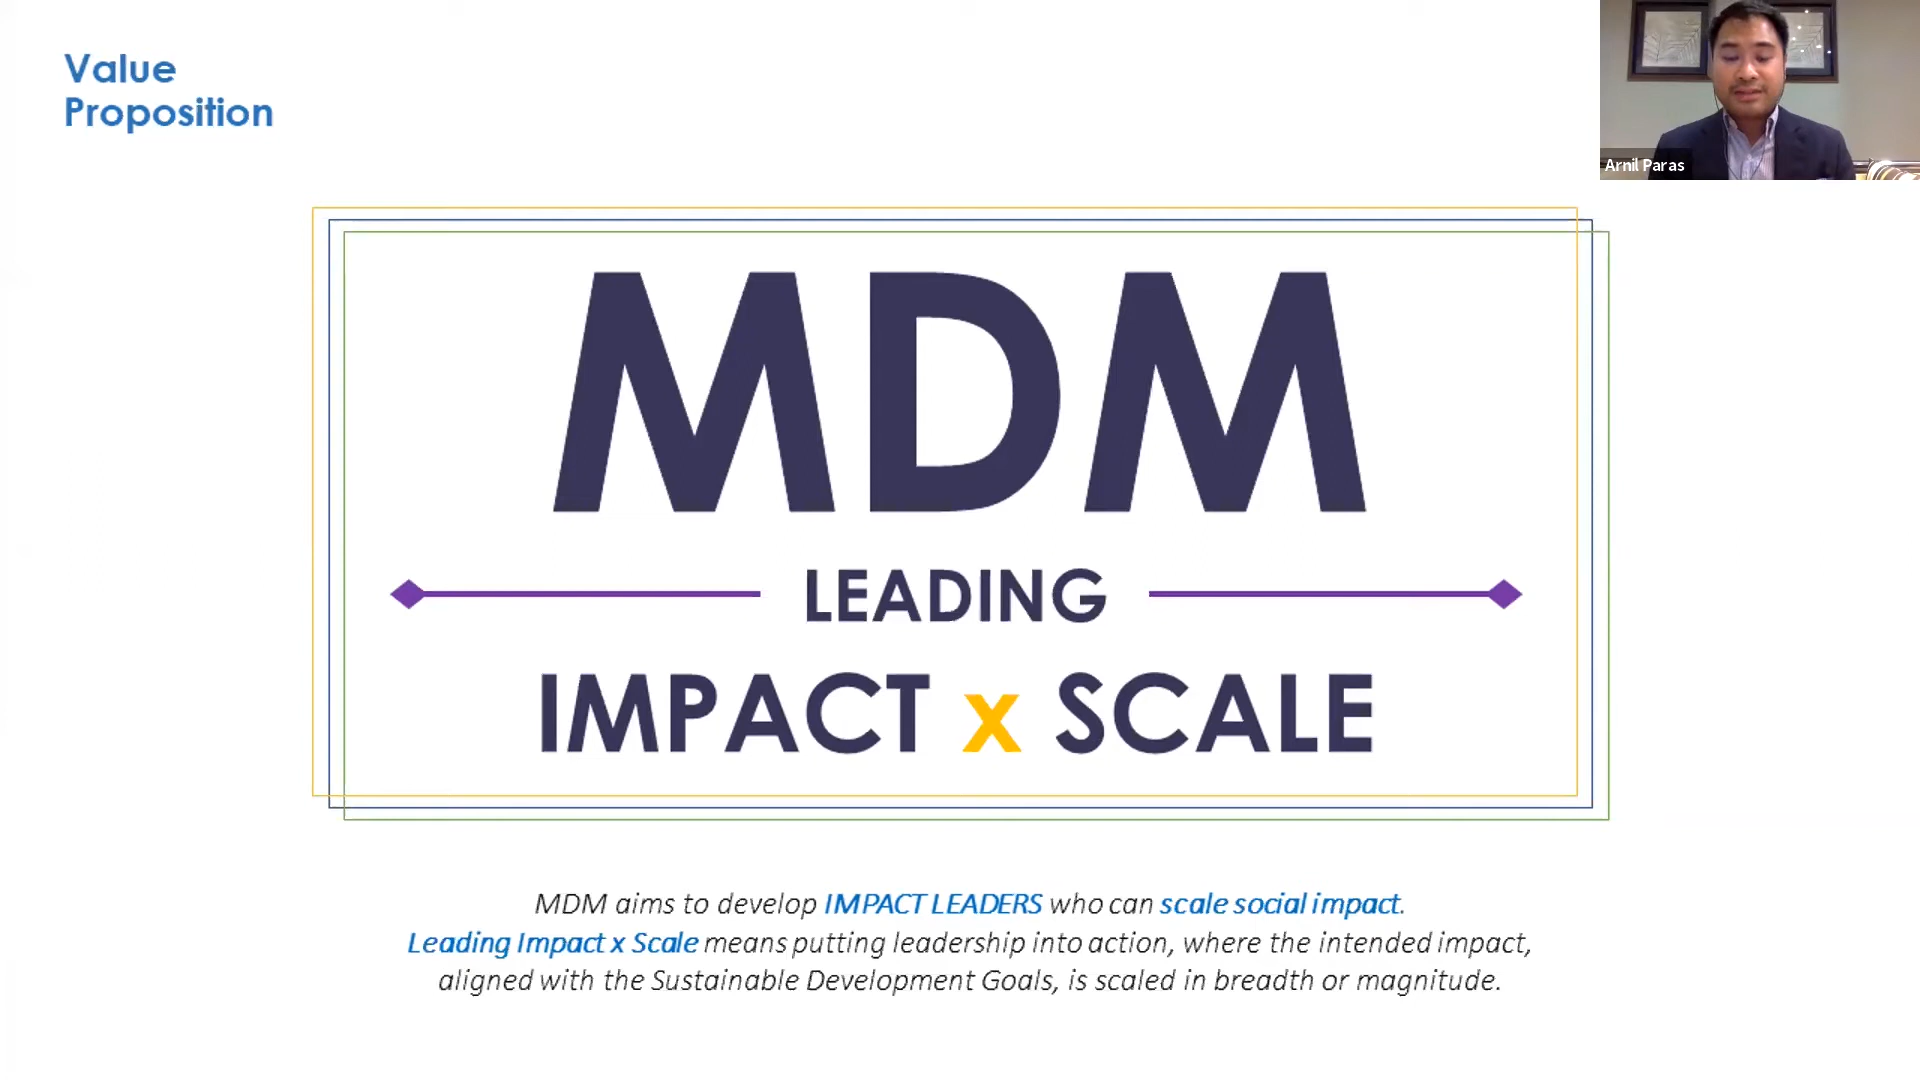 Value
Proposition
Arnil Paras
MDM
LEADING
IMPACT x SCALE
MDM aims to develop IMPACT LEADERS who can scale social impact.
Leading Impact x Scale means putting leadership into action, where the intended impact,
aligned with the Sustainable Development Goals, is scaled in breadth or magnitude.